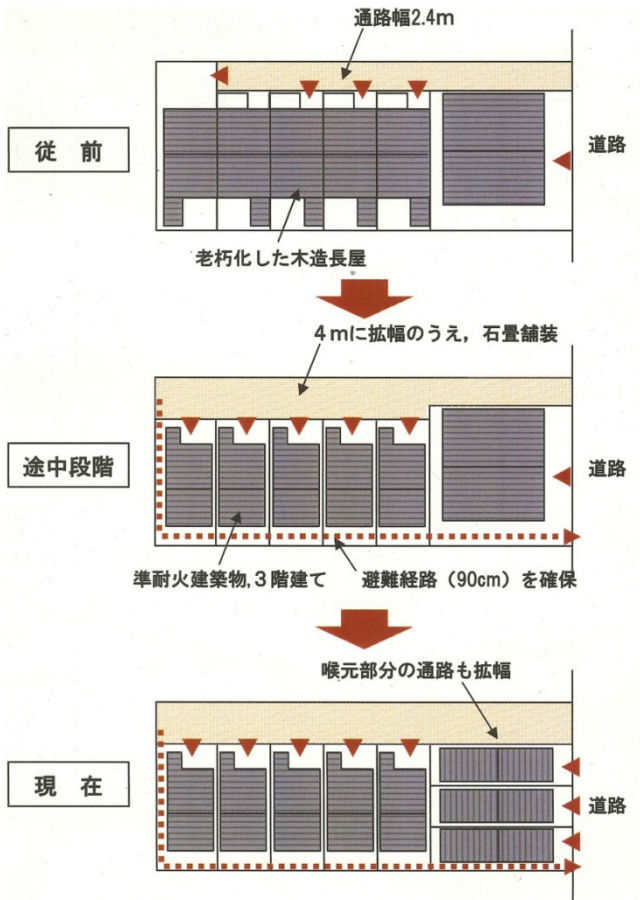 通路幅2.4m
従 前
道路
老朽化した木造長屋
4mに拡幅のうえ，石畳舗装
途中段階
道路
準耐火建築物,3階建て
避難経路（90cm）を確保
喉元部分の通路も拡幅
現 在
道路